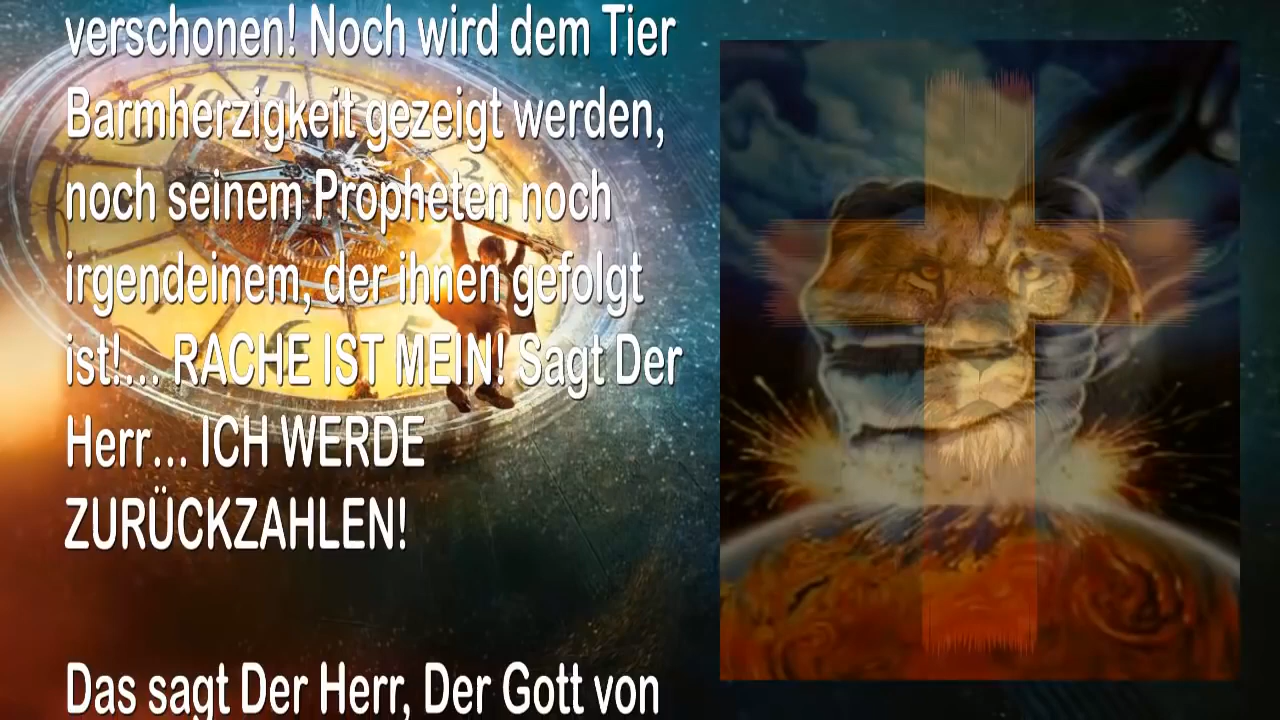 verschonen! Noch wird dem Tier
Barmherzigkeit gezeigt werden,
noch seinem Propheten noch
irgendeinem, der ihnen gefolgt
ist!... RACHE IST MEIN! Sagt Der
Herr... ICH WERDE
ZURÜCKZAHLEN!
Das sagt Der Herr, Der Gott von